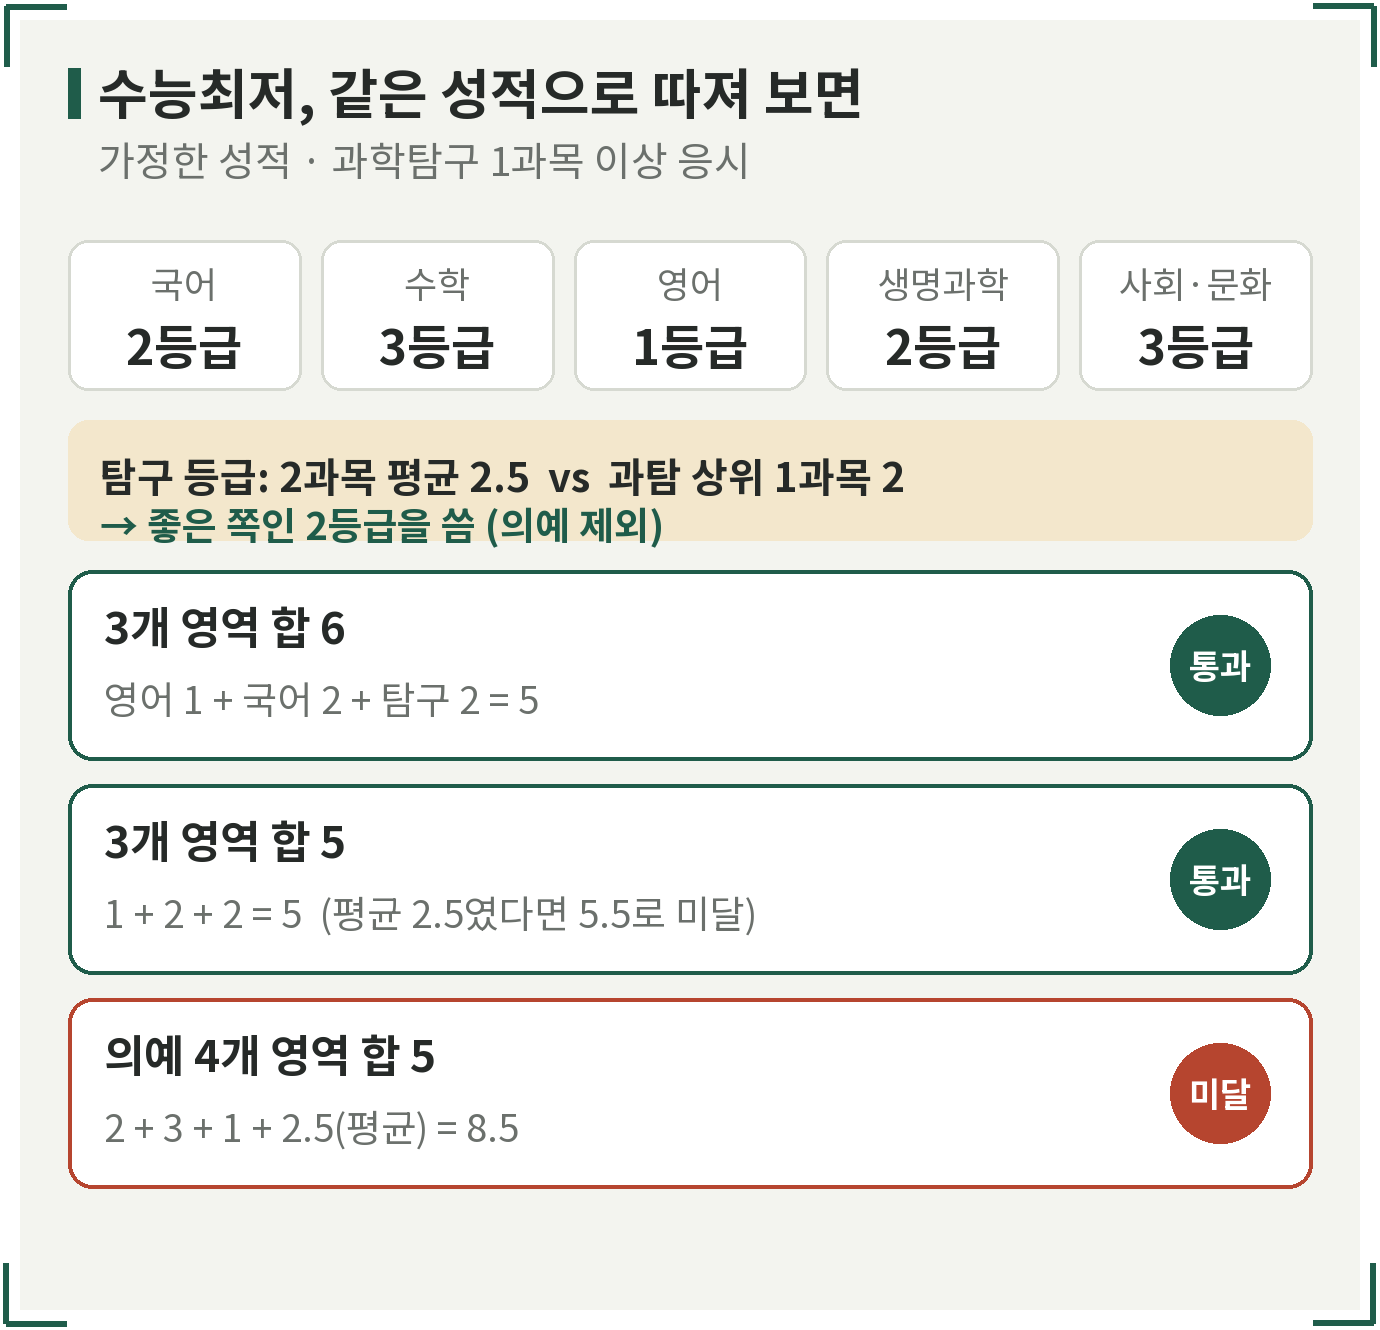 수능최저, 같은 성적으로 따져 보면
가정한 성적 · 과학탐구 1과목 이상 응시
국어
2등급
수학
3등급
영어
1등급
생명과학
2등급
사회·문화
3등급
탐구 등급: 2과목 평균 2.5 vs 과탐 상위 1과목 2
→ 좋은 쪽인 2등급을 씀 (의예 제외)
3개 영역 합 6
영어 1 + 국어 2 + 탐구 2 = 5
통과
3개 영역 합 5
1 + 2 + 2 = 5 (평균 2.5였다면 5.5로 미달)
통과
의예 4개 영역 합 5
2 + 3 + 1 + 2.5(평균) = 8.5
미달